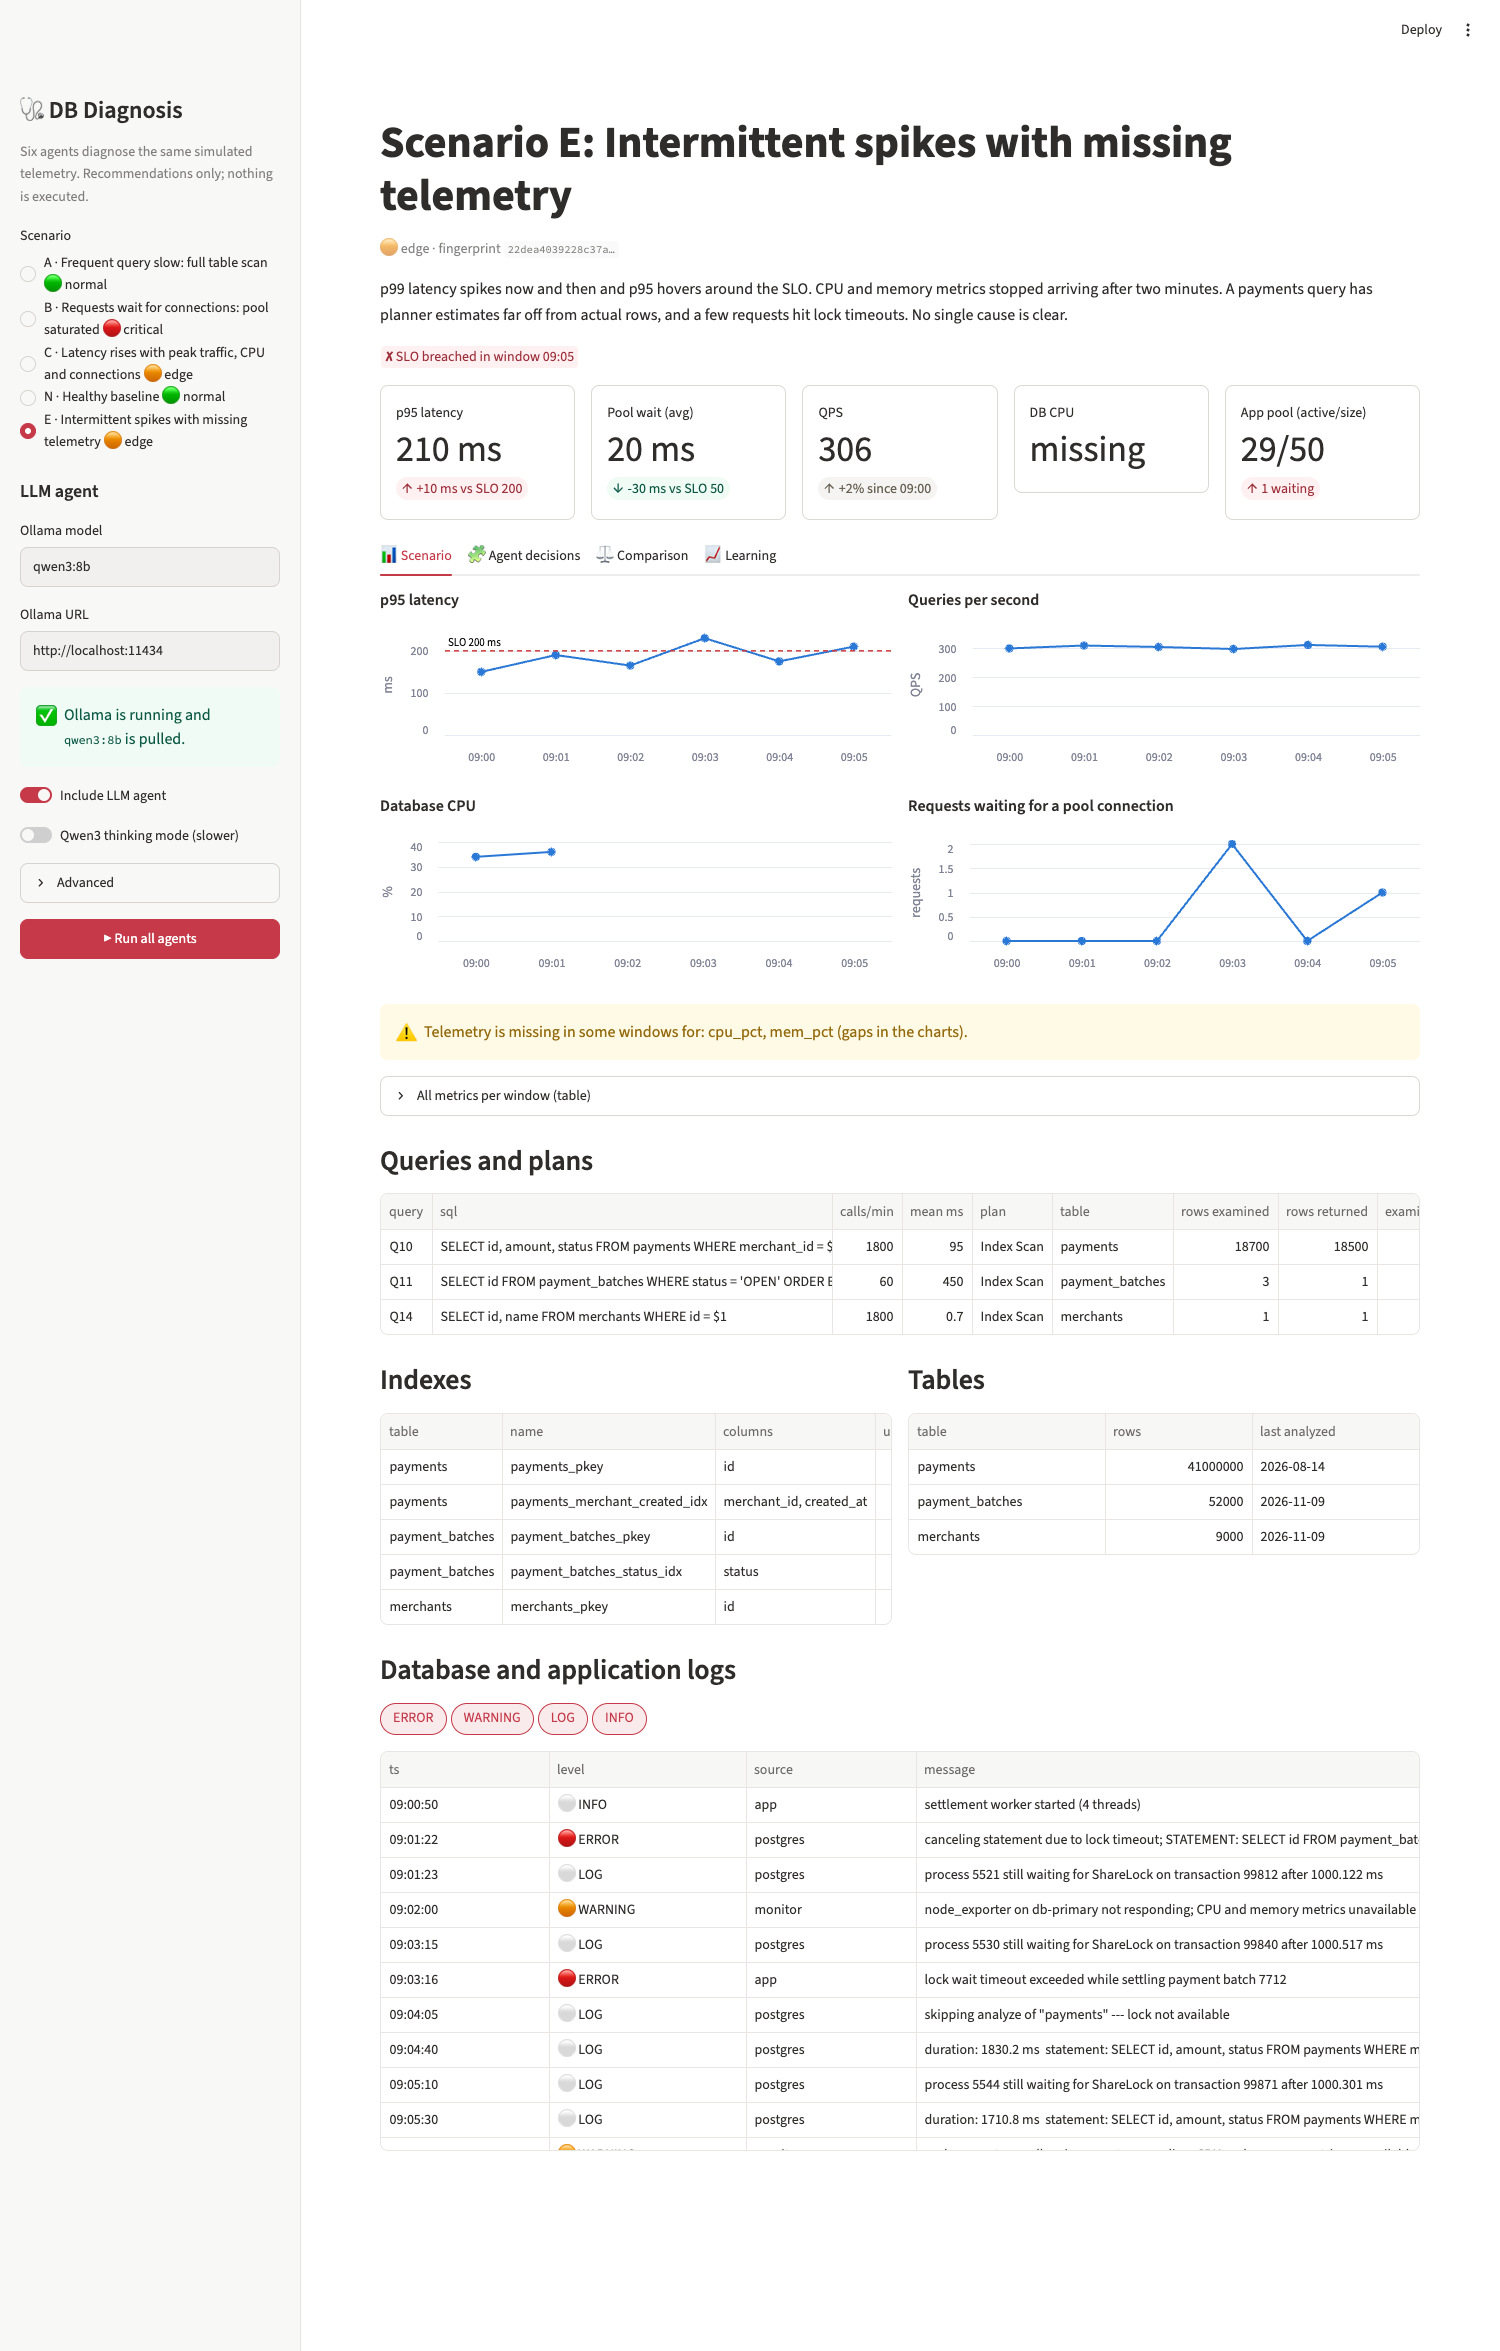 Deploy
DB Diagnosis
Six agents diagnose the same simulated
telemetry. Recommendations only; nothing
is executed.
Scenario
A · Frequent query slow: full table scan
normal
B · Requests wait for connections: pool
saturated critical
C · Latency rises with peak traffic, CPU
and connections edge
N · Healthy baseline normal
E · Intermittent spikes with missing
telemetry edge
LLM agent
Ollama model
qwen3:8b
Ollama URL
http://localhost:11434
Ollama is running and
qwen3:8b is pulled.
Include LLM agent
Qwen3 thinking mode (slower)
Advanced
Run all agents
Scenario E: Intermittent spikes with missing
telemetry
edge · fingerprint 22dea4039228c37a…
p99 latency spikes now and then and p95 hovers around the SLO. CPU and memory metrics stopped arriving after two minutes. A payments query has
planner estimates far off from actual rows, and a few requests hit lock timeouts. No single cause is clear.
✗ SLO breached in window 09:05
p95 latency
210 ms
↑ +10 ms vs SLO 200
Pool wait (avg)
20 ms
↓ -30 ms vs SLO 50
QPS
306
↑ +2% since 09:00
DB CPU
missing
App pool (active/size)
29/50
↑ 1 waiting
Scenario Agent decisions Comparison Learning
p95 latency
SLO 200 ms
200
100
0
ms
09:00 09:01 09:02 09:03 09:04 09:05
Queries per second
300
200
100
0
QPS
09:00 09:01 09:02 09:03 09:04 09:05
Database CPU
40
30
20
10
0
%
09:00 09:01 09:02 09:03 09:04 09:05
Requests waiting for a pool connection
2
1.5
1
0.5
0
requests
09:00 09:01 09:02 09:03 09:04 09:05
Telemetry is missing in some windows for: cpu_pct, mem_pct (gaps in the charts).
All metrics per window (table)
Queries and plans
query sql calls/min mean ms plan table rows examined rows returned exami
Q10 SELECT id, amount, status FROM payments WHERE merchant_id = $ 1800 95 Index Scan payments 18700 18500
Q11 SELECT id FROM payment_batches WHERE status = 'OPEN' ORDER 60 450 Index Scan payment_batches 3 1
Q14 SELECT id, name FROM merchants WHERE id = $1 1800 0.7 Index Scan merchants 1 1
Indexes
table name columns u
payments payments_pkey id
payments payments_merchant_created_idx merchant_id, created_at
payment_batches payment_batches_pkey id
payment_batches payment_batches_status_idx status
merchants merchants_pkey id
Tables
table rows last analyzed
payments 41000000 2026-08-14
payment_batches 52000 2026-11-09
merchants 9000 2026-11-09
Database and application logs
ERROR WARNING LOG INFO
ts level source message
09:00:50 INFO app settlement worker started (4 threads)
09:01:22 ERROR postgres canceling statement due to lock timeout; STATEMENT: SELECT id FROM payment_bat
09:01:23 LOG postgres process 5521 still waiting for ShareLock on transaction 99812 after 1000.122 ms
09:02:00 WARNING monitor node_exporter on db-primary not responding; CPU and memory metrics unavailable
09:03:15 LOG postgres process 5530 still waiting for ShareLock on transaction 99840 after 1000.517 ms
09:03:16 ERROR app lock wait timeout exceeded while settling payment batch 7712
09:04:05 LOG postgres skipping analyze of "payments" --- lock not available
09:04:40 LOG postgres duration: 1830.2 ms statement: SELECT id, amount, status FROM payments WHERE m
09:05:10 LOG postgres process 5544 still waiting for ShareLock on transaction 99871 after 1000.301 ms
09:05:30 LOG postgres duration: 1710.8 ms statement: SELECT id, amount, status FROM payments WHERE m